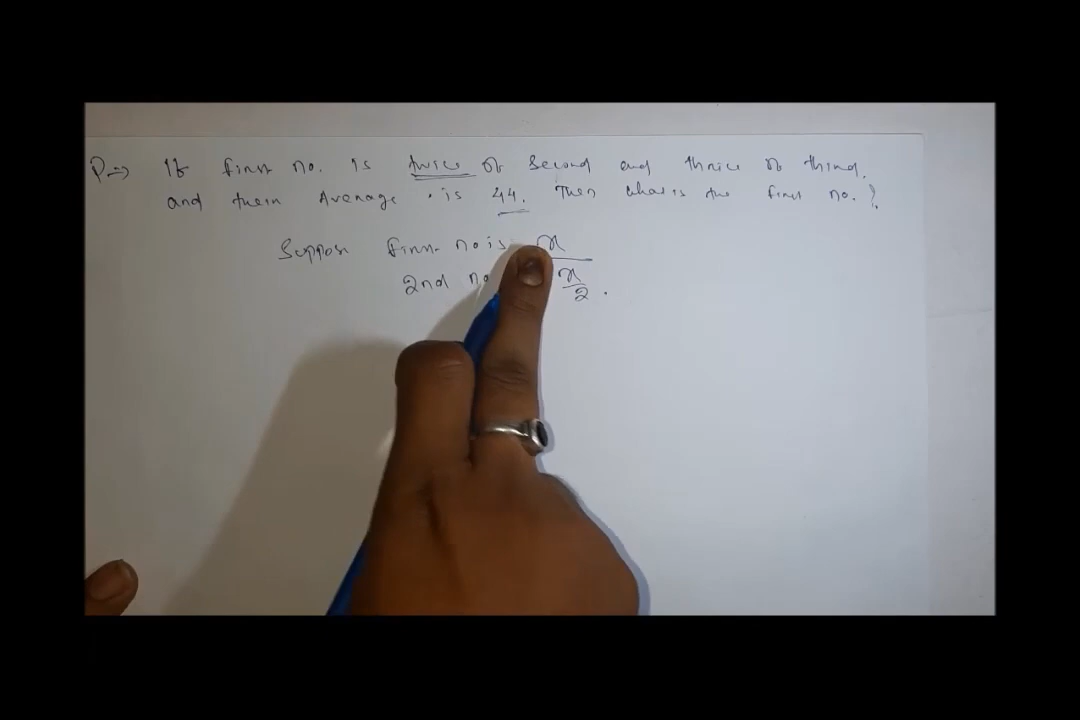 P⇒ If first no. is twice of second and thrice of third.
and their Average is 44. Then what is the first no. ?
Suppose first no is x
2nd no x/2 .